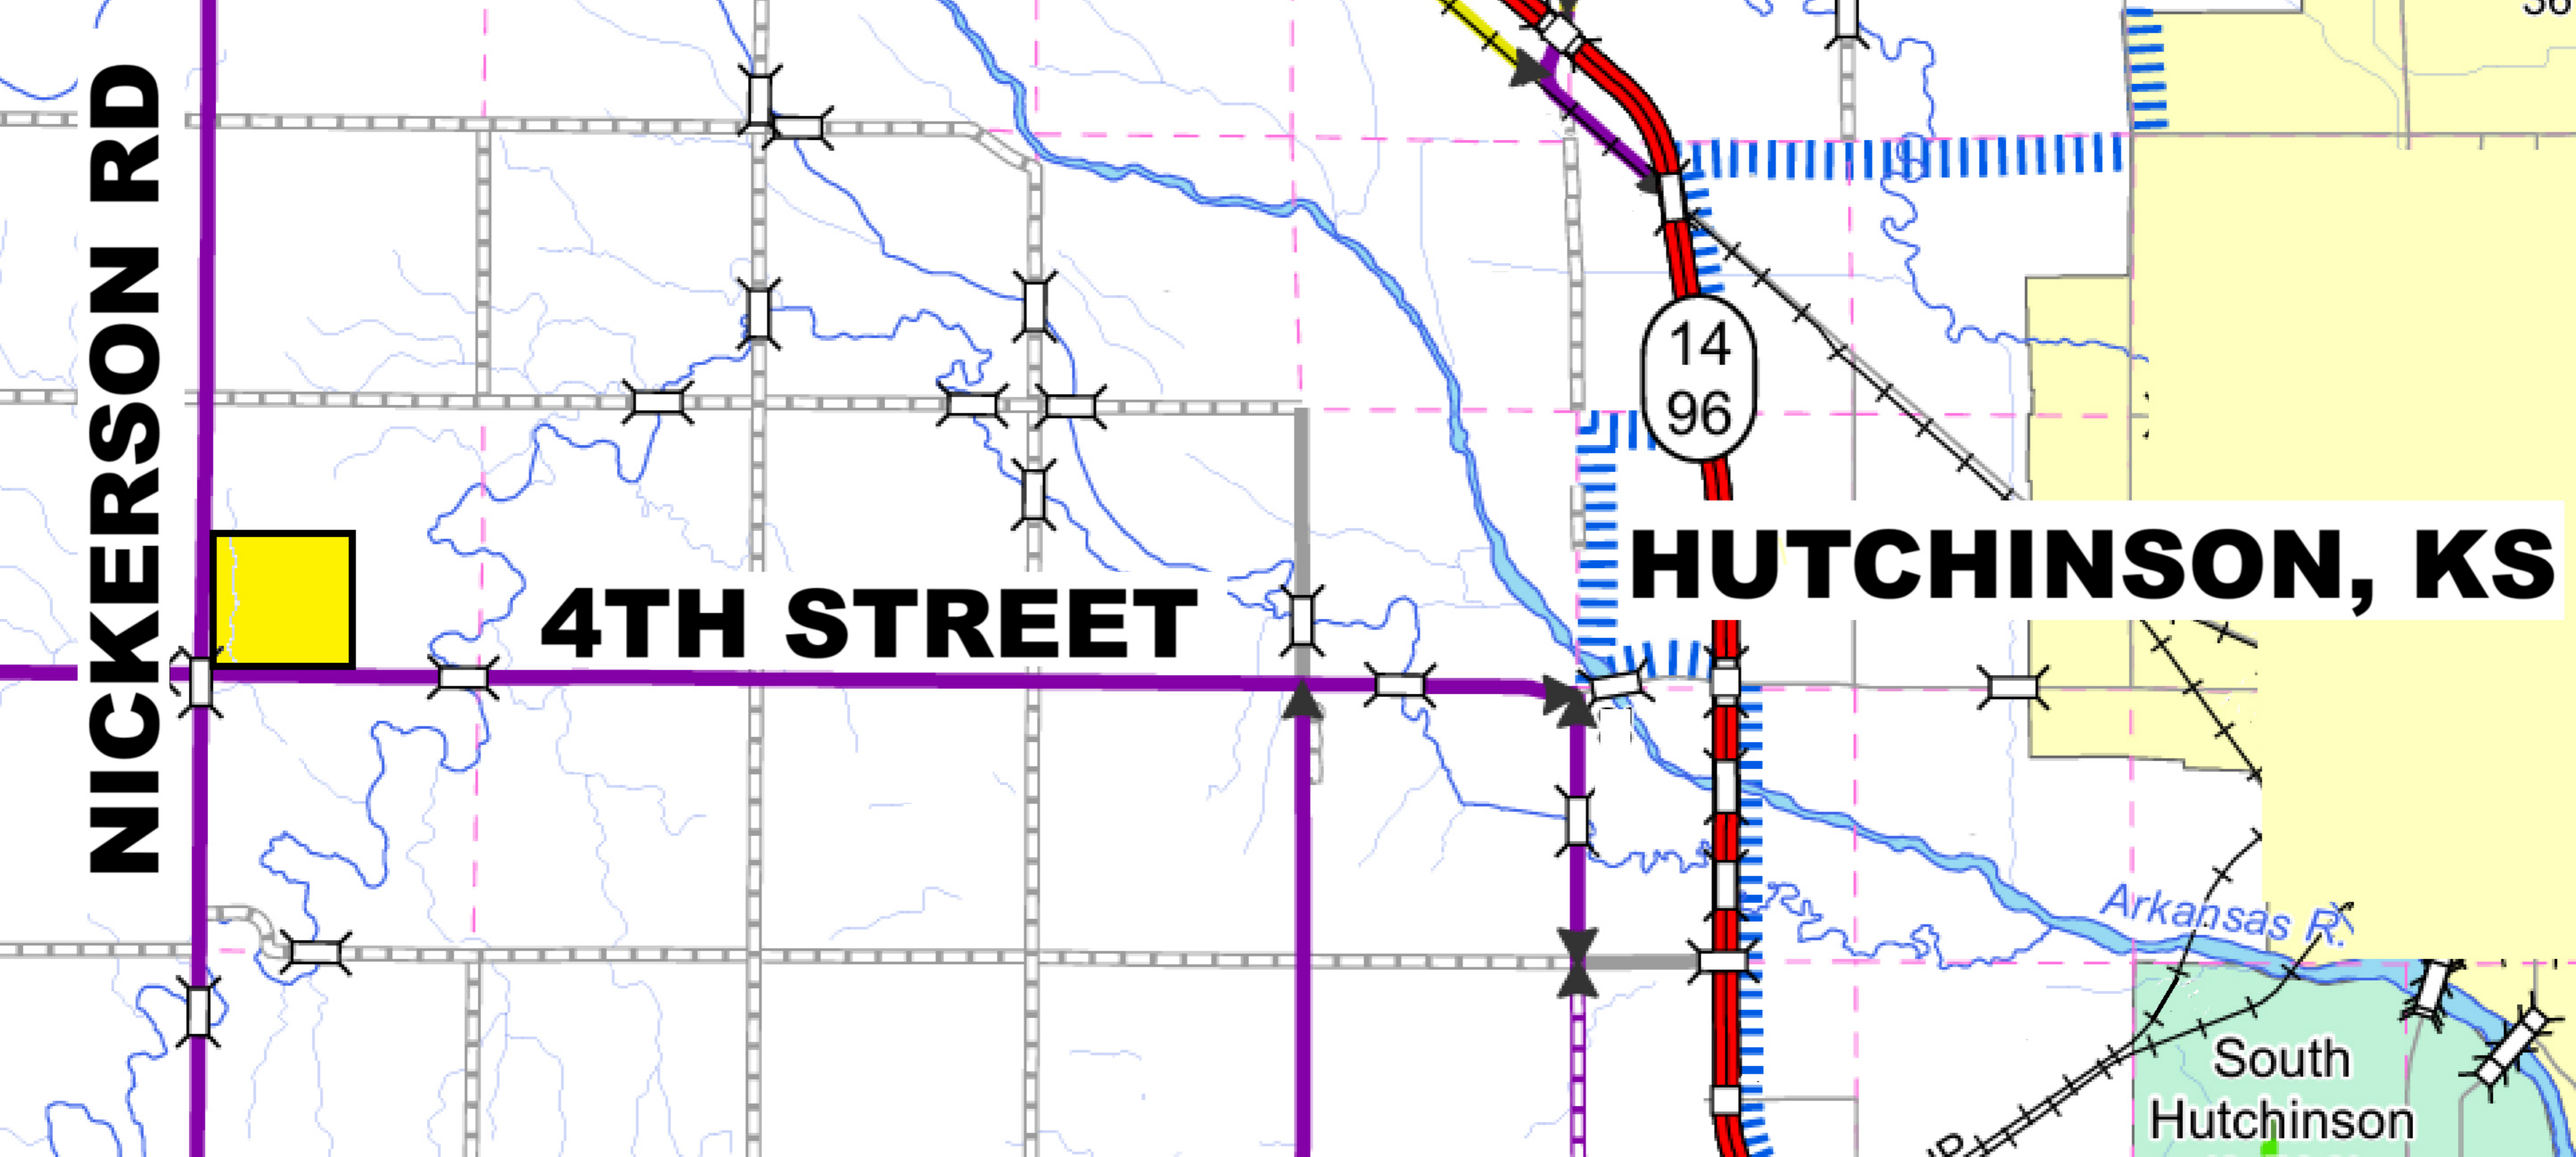 NICKERSON RD
14
96
HUTCHINSON, KS
4TH STREET
Arkansas R.
South
Hutchinson